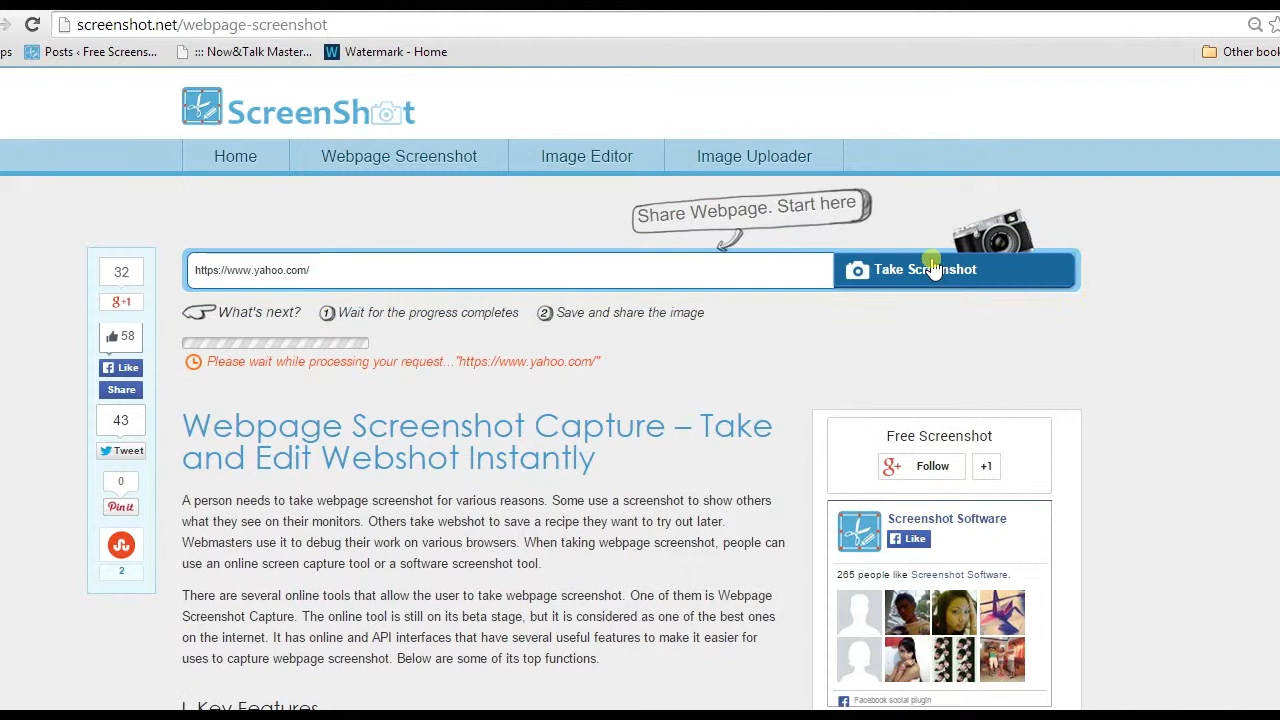 screenshot.net/webpage-screenshot
ps
Posts ‹ Free Screens...
::: Now&Talk Master...
W
Watermark - Home
Other book
ScreenShot
Home
Webpage Screenshot
Image Editor
Image Uploader
Share Webpage. Start here
https://www.yahoo.com/
Take Screenshot
What's next? 1 Wait for the progress completes 2 Save and share the image
Please wait while processing your request..."https://www.yahoo.com/"
32
g+1
58
Like
Share
43
Tweet
0
Pinit
2
Webpage Screenshot Capture – Take
and Edit Webshot Instantly
A person needs to take webpage screenshot for various reasons. Some use a screenshot to show others
what they see on their monitors. Others take webshot to save a recipe they want to try out later.
Webmasters use it to debug their work on various browsers. When taking webpage screenshot, people can
use an online screen capture tool or a software screenshot tool.
There are several online tools that allow the user to take webpage screenshot. One of them is Webpage
Screenshot Capture. The online tool is still on its beta stage, but it is considered as one of the best ones
on the internet. It has online and API interfaces that have several useful features to make it easier for
uses to capture webpage screenshot. Below are some of its top functions.
I. Key Features
Free Screenshot
g+ Follow
+1
Screenshot Software
Like
265 people like Screenshot Software.
Facebook social plugin